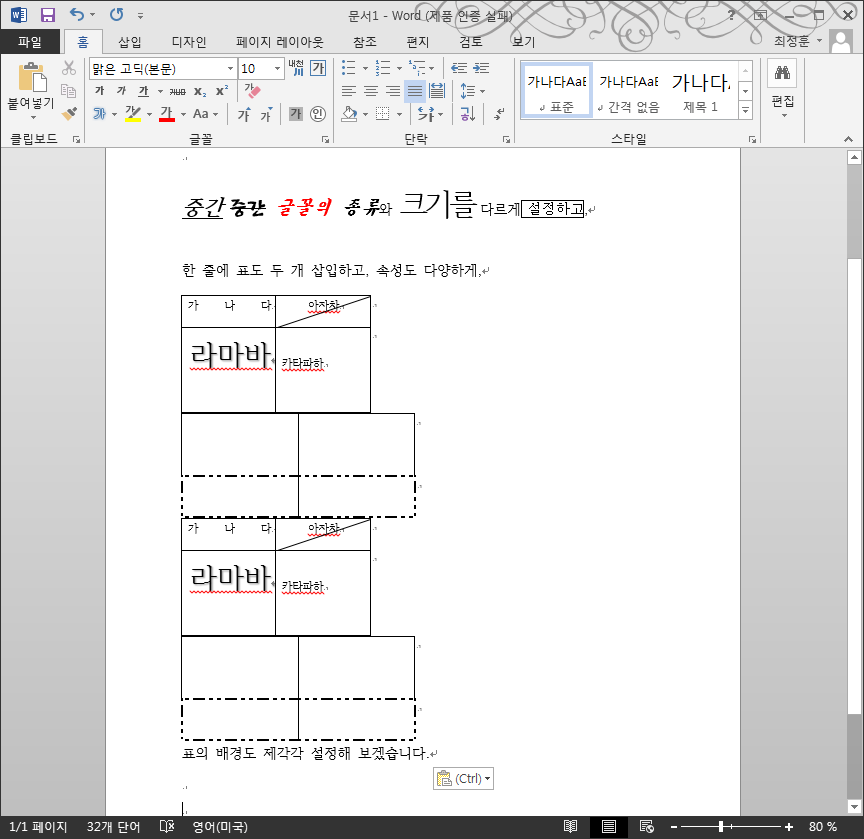 문서1 - Word (제품 인증 실패)
파일 홈 삽입 디자인 페이지 레이아웃 참조 편지 검토 보기 최정훈
붙여넣기 맑은 고딕(본문) 10 내천 川 가 가나다AaE 가나다AaE 가나다
가 가 가 가나다 X₂ X² 가
가 가 가 Aa 가 가 가 표준 간격 없음 제목 1 편집
클립보드 글꼴 단락 스타일
중간 중간 글꼴의 종류와 크기를 다르게 설정하고,
한 줄에 표도 두 개 삽입하고, 속성도 다양하게,
가 나 다 아자차
라마바 카타파하
가 나 다 아자차
라마바 카타파하
표의 배경도 제각각 설정해 보겠습니다.
(Ctrl)
1/1 페이지 32개 단어 영어(미국) 80 %